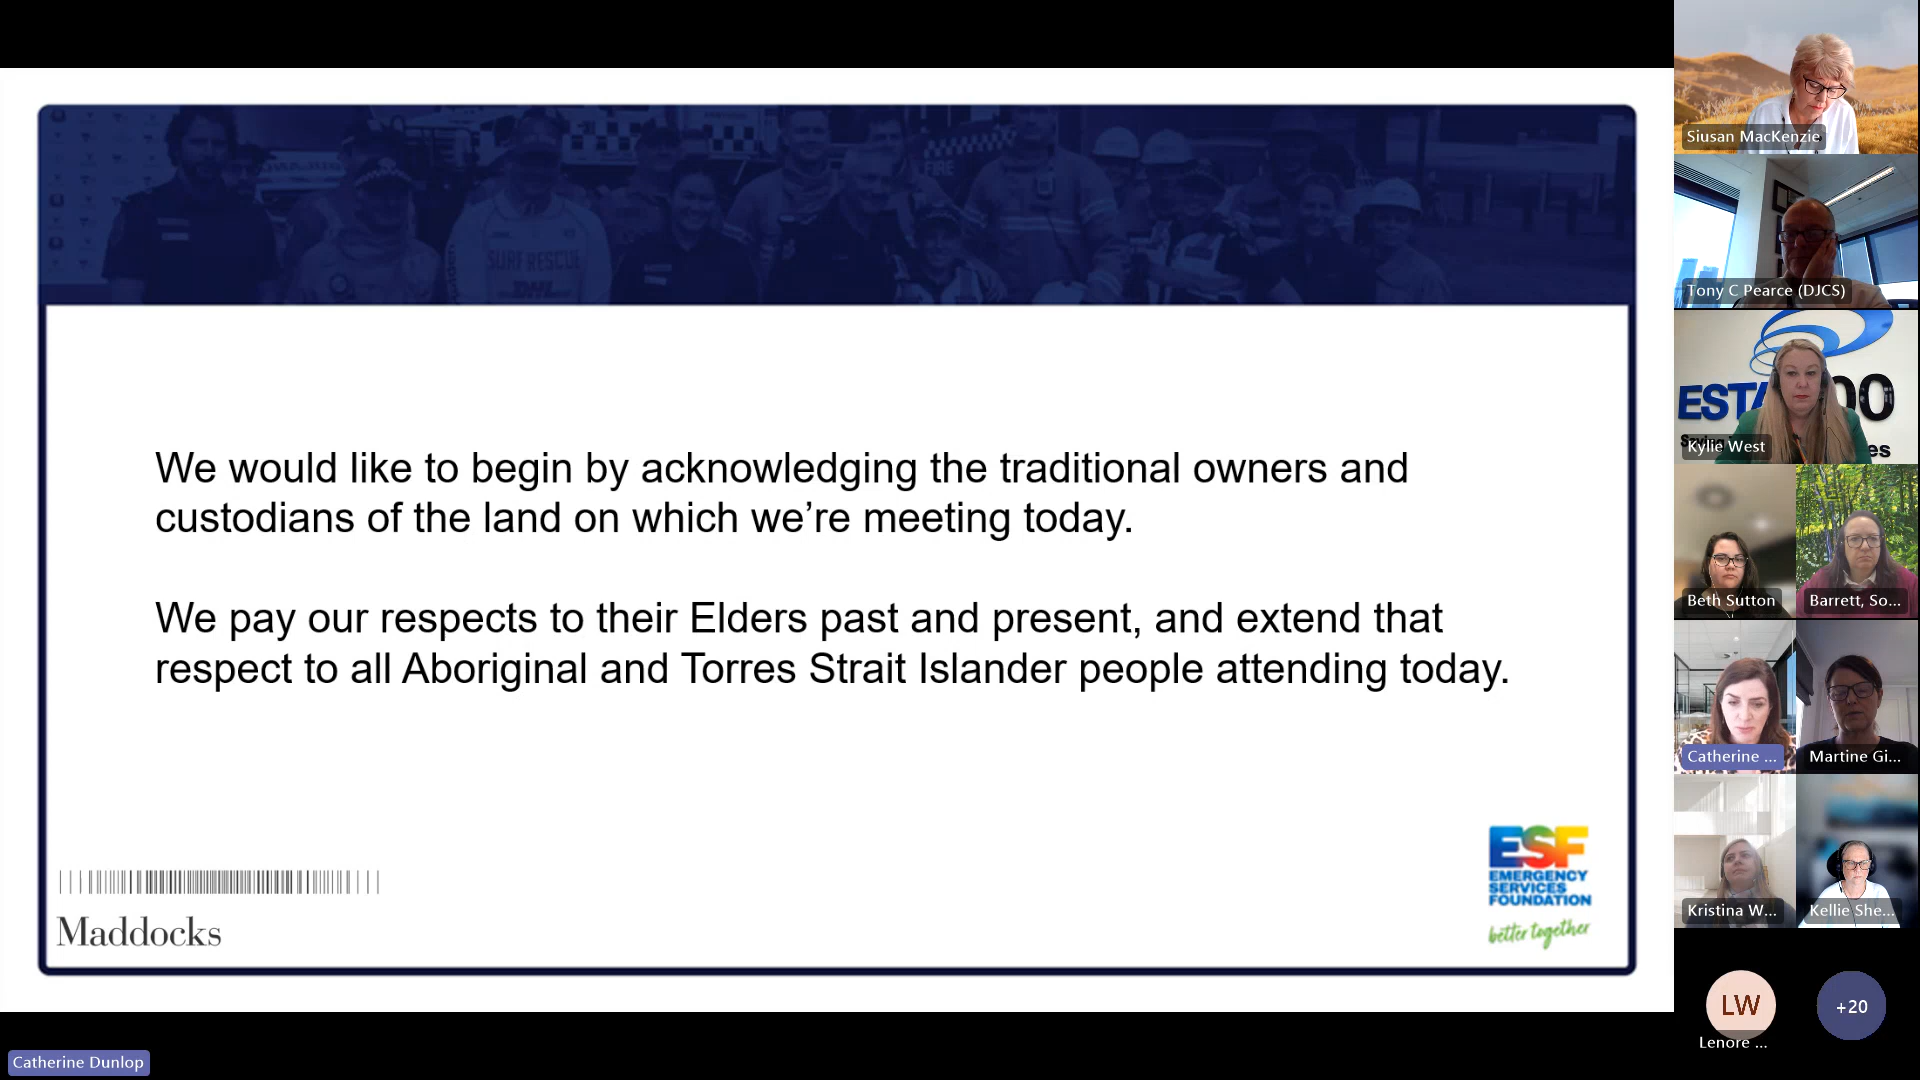 FIRE
SURF RESCUE
We would like to begin by acknowledging the traditional owners and
custodians of the land on which we’re meeting today.
We pay our respects to their Elders past and present, and extend that
respect to all Aboriginal and Torres Strait Islander people attending today.
Maddocks
ESF
EMERGENCY
SERVICES
FOUNDATION
better together
Catherine Dunlop
Siusan MacKenzie
Tony C Pearce (DJCS)
Kylie West
Beth Sutton
Barrett, So...
Catherine ...
Martine Gi...
Kristina W...
Kellie She...
LW
Lenore ...
+20